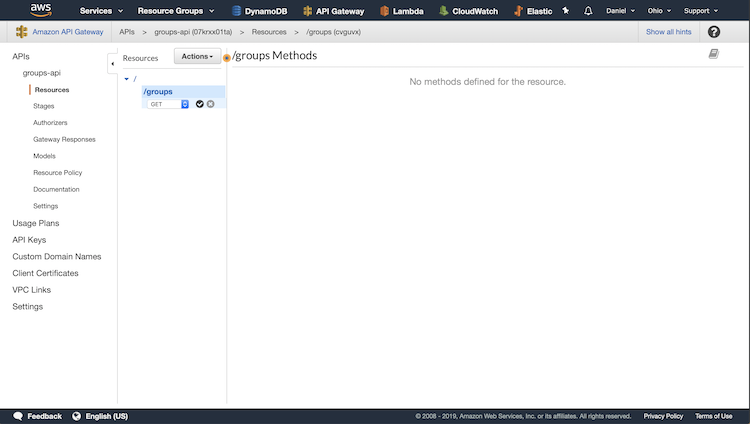 aws Services Resource Groups DynamoDB API Gateway Lambda CloudWatch Elastic Daniel Ohio Support
Amazon API Gateway APIs > groups-api (07krxx01ta) > Resources > /groups (cvguvx) Show all hints ?
APIs
groups-api
Resources
Stages
Authorizers
Gateway Responses
Models
Resource Policy
Documentation
Settings
Usage Plans
API Keys
Custom Domain Names
Client Certificates
VPC Links
Settings
Resources Actions
/
/groups
GET
/groups Methods
No methods defined for the resource.
Feedback English (US) © 2008 - 2019, Amazon Web Services, Inc. or its affiliates. All rights reserved. Privacy Policy Terms of Use